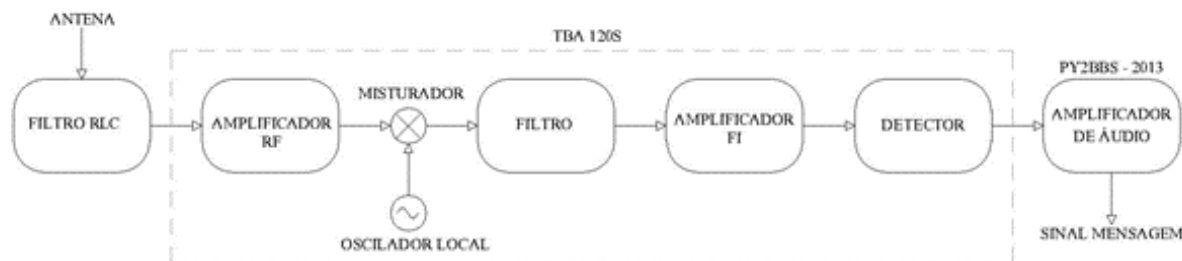 ANTENA
TBA 120S
PY2BBS - 2013
MISTURADOR
FILTRO RLC
AMPLIFICADOR
RF
FILTRO
AMPLIFICADOR
FI
DETECTOR
AMPLIFICADOR
DE ÁUDIO
OSCILADOR LOCAL
SINAL MENSAGEM